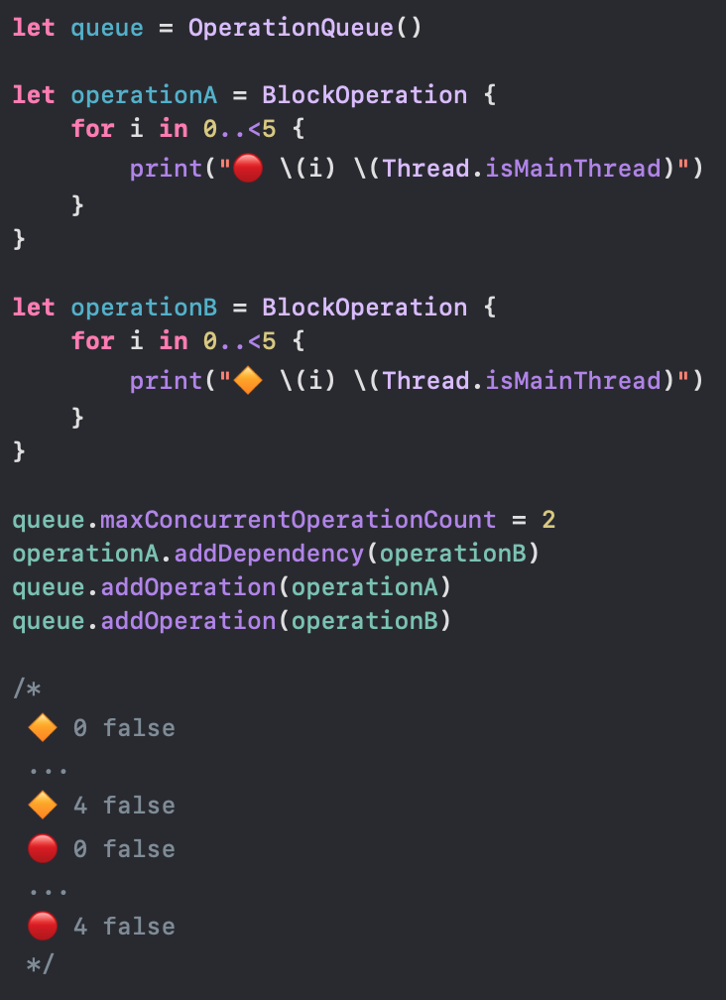 let queue = OperationQueue()
let operationA = BlockOperation {
    for i in 0..<5 {
        print("🔴 \(i) \(Thread.isMainThread)")
    }
}
let operationB = BlockOperation {
    for i in 0..<5 {
        print("🔶 \(i) \(Thread.isMainThread)")
    }
}
queue.maxConcurrentOperationCount = 2
operationA.addDependency(operationB)
queue.addOperation(operationA)
queue.addOperation(operationB)
/*
 🔶 0 false
 ...
 🔶 4 false
 🔴 0 false
 ...
 🔴 4 false
 */